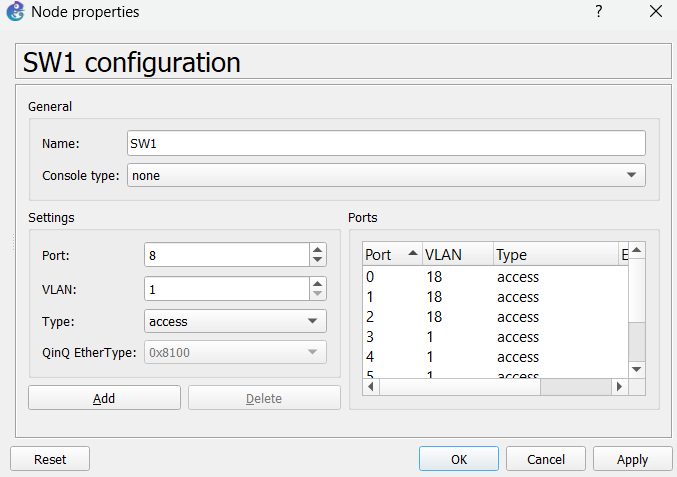 Node properties ?
SW1 configuration
General
Name: SW1
Console type: none
Settings
Port: 8
VLAN: 1
Type: access
QinQ EtherType: 0x8100
Add Delete
Ports
Port VLAN Type E
0 18 access
1 18 access
2 18 access
3 1 access
4 1 access
5 1 access
Reset OK Cancel Apply